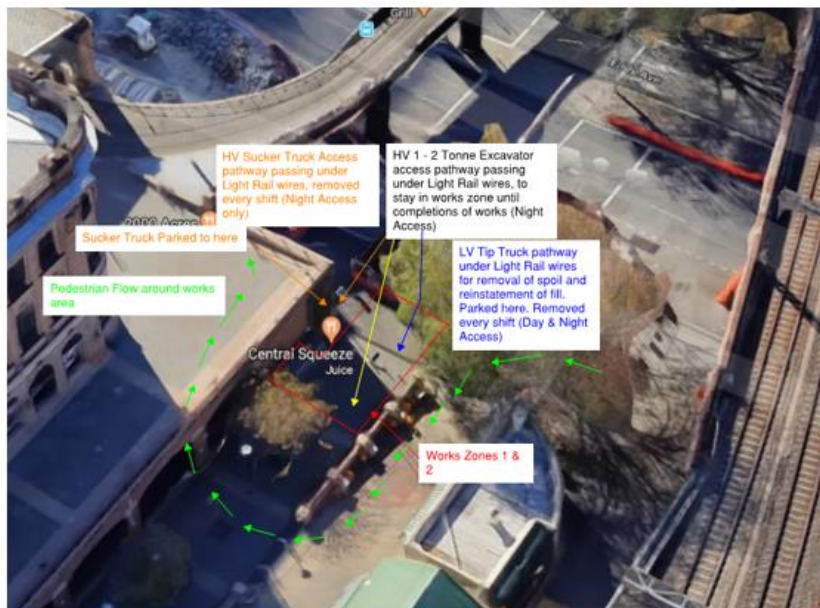 Grill
HV Sucker Truck Access
pathway passing under
Light Rail wires, removed
every shift (Night Access
only)
HV 1 - 2 Tonne Excavator
access pathway passing
under Light Rail wires, to
stay in works zone until
completions of works (Night
Access)
Sucker Truck Parked to here
LV Tip Truck pathway
under Light Rail wires
for removal of spoil and
reinstatement of fill.
Parked here. Removed
every shift (Day & Night
Access)
Pedestrian Flow around works
area
Central Squeeze
Juice
Works Zones 1 &
2